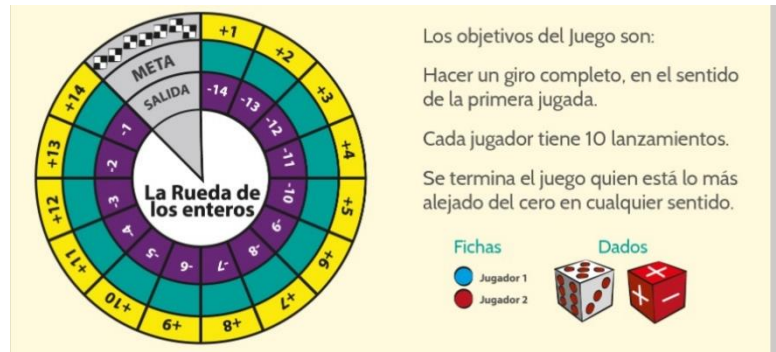 META
SALIDA
+1
+2
+3
+4
+5
+6
+7
+8
+9
+10
+11
+12
+13
+14
-14
-13
-12
-11
-10
-9
-8
-7
-6
-5
-4
-3
-2
-1
La Rueda de
los enteros
Los objetivos del Juego son:
Hacer un giro completo, en el sentido
de la primera jugada.
Cada jugador tiene 10 lanzamientos.
Se termina el juego quien está lo más
alejado del cero en cualquier sentido.
Fichas
Dados
Jugador 1
Jugador 2
+
+
−